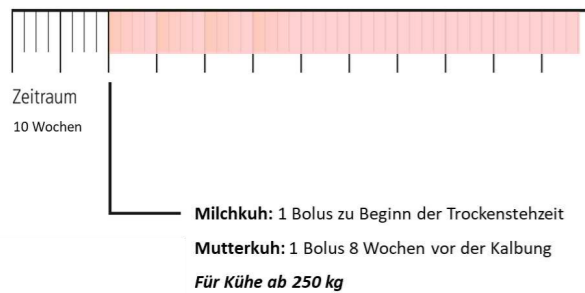 Zeitraum
10 Wochen
Milchkuh: 1 Bolus zu Beginn der Trockenstehzeit
Mutterkuh: 1 Bolus 8 Wochen vor der Kalbung
Für Kühe ab 250 kg